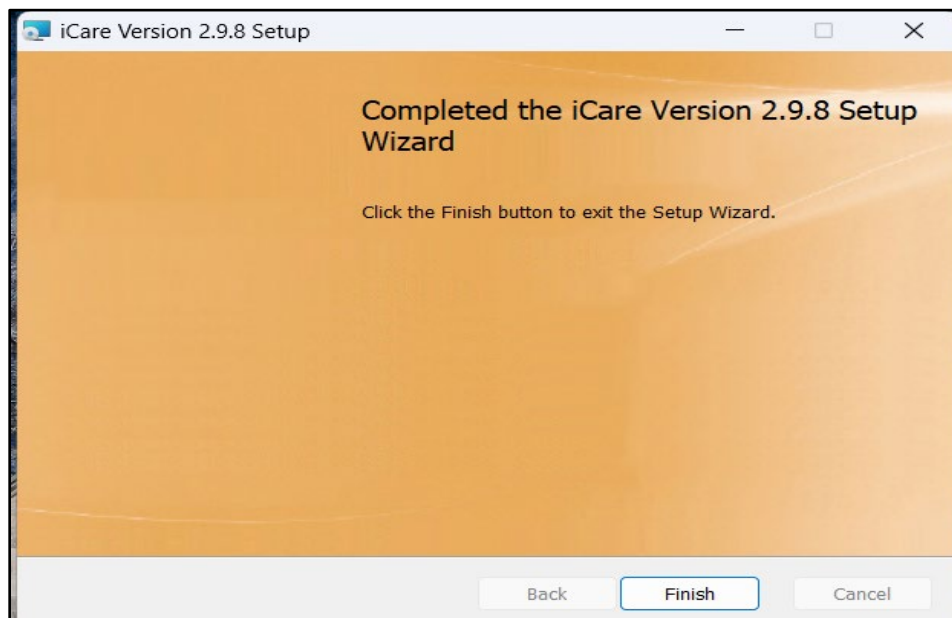 iCare Version 2.9.8 Setup
Completed the iCare Version 2.9.8 Setup
Wizard
Click the Finish button to exit the Setup Wizard.
Back
Finish
Cancel